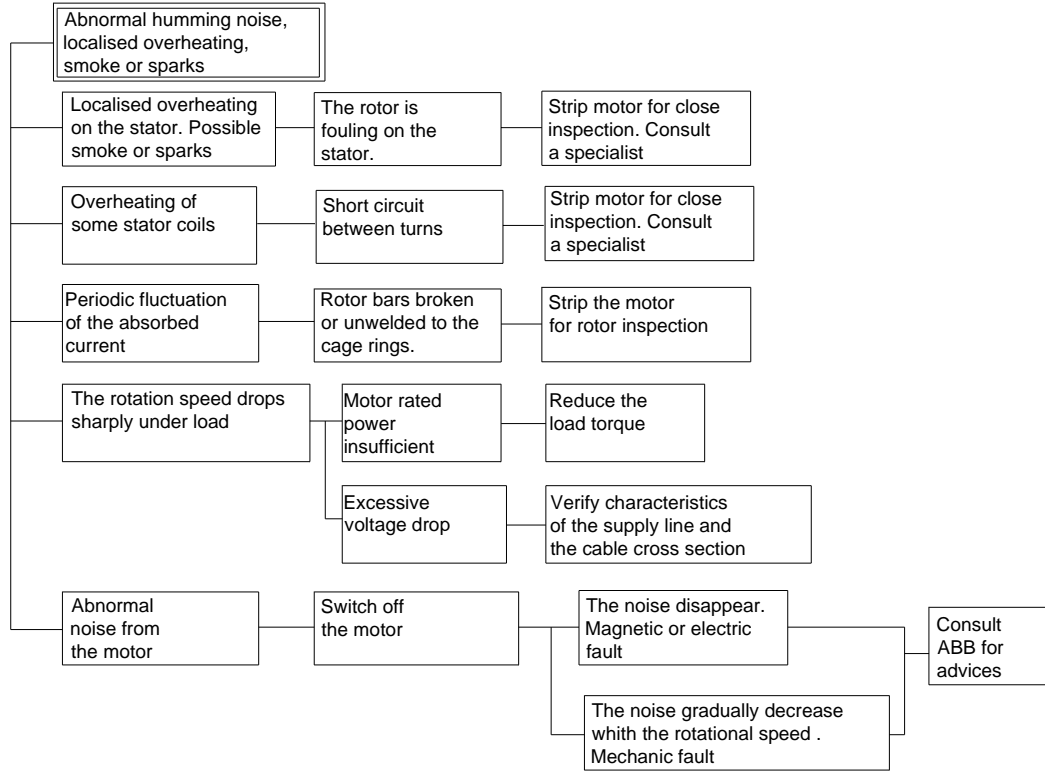 Abnormal humming noise,
localised overheating,
smoke or sparks
Localised overheating
on the stator. Possible
smoke or sparks
The rotor is
fouling on the
stator.
Strip motor for close
inspection. Consult
a specialist
Overheating of
some stator coils
Short circuit
between turns
Strip motor for close
inspection. Consult
a specialist
Periodic fluctuation
of the absorbed
current
Rotor bars broken
or unwelded to the
cage rings.
Strip the motor
for rotor inspection
The rotation speed drops
sharply under load
Motor rated
power
insufficient
Reduce the
load torque
Excessive
voltage drop
Verify characteristics
of the supply line and
the cable cross section
Abnormal
noise from
the motor
Switch off
the motor
The noise disappear.
Magnetic or electric
fault
The noise gradually decrease
whith the rotational speed .
Mechanic fault
Consult
ABB for
advices